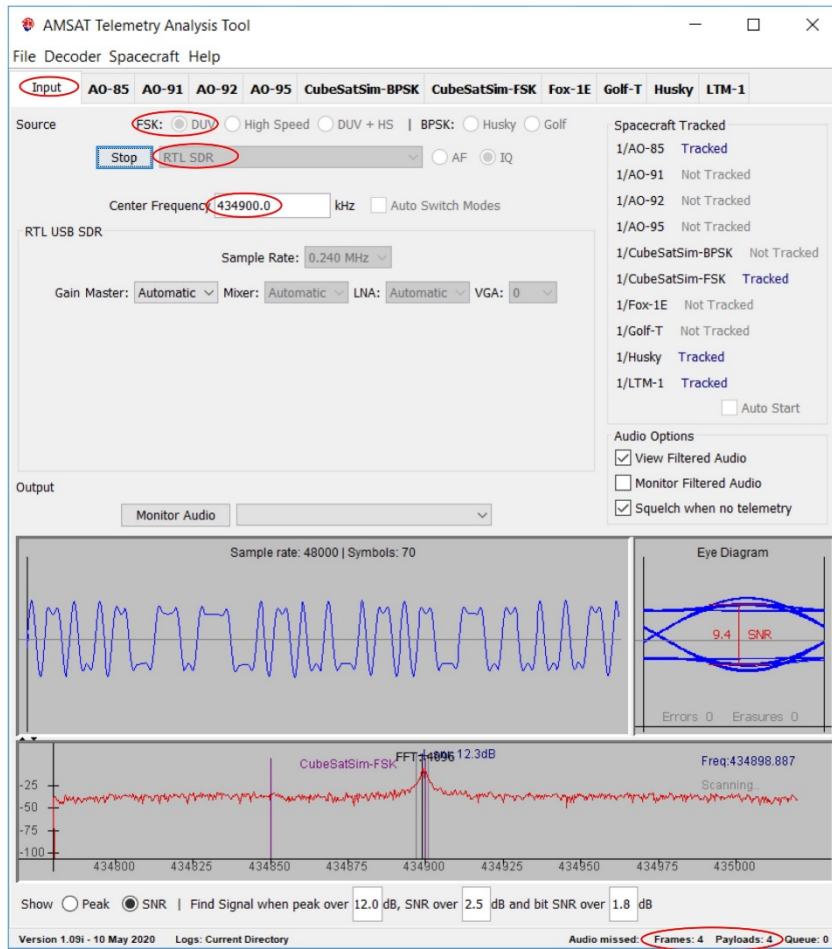 AMSAT Telemetry Analysis Tool
File Decoder Spacecraft Help
Input AO-85 AO-91 AO-92 AO-95 CubeSatSim-BPSK CubeSatSim-FSK Fox-1E Golf-T Husky LTM-1
Source FSK: DUV High Speed DUV + HS | BPSK: Husky Golf
Stop RTL SDR AF IQ
Center Frequency 434900.0 kHz Auto Switch Modes
RTL USB SDR
Sample Rate: 0.240 MHz
Gain Master: Automatic Mixer: Automatic LNA: Automatic VGA: 0
Spacecraft Tracked
1/AO-85 Tracked
1/AO-91 Not Tracked
1/AO-92 Not Tracked
1/AO-95 Not Tracked
1/CubeSatSim-BPSK Not Tracked
1/CubeSatSim-FSK Tracked
1/Fox-1E Not Tracked
1/Golf-T Not Tracked
1/Husky Tracked
1/LTM-1 Tracked
Auto Start
Audio Options
View Filtered Audio
Monitor Filtered Audio
Squelch when no telemetry
Output
Monitor Audio
Sample rate: 48000 | Symbols: 70
Eye Diagram
9.4 SNR
Errors 0 Erasures 0
CubeSatSim-FSK FFT: 4096 12.3dB Freq:434898.887
Scanning..
-25
-50
-75
-100
434800 434825 434850 434875 434900 434925 434950 434975 435000
Show Peak SNR | Find Signal when peak over 12.0 dB, SNR over 2.5 dB and bit SNR over 1.8 dB
Version 1.09i - 10 May 2020 Logs: Current Directory Audio missed: Frames: 4 Payloads: 4 Queue: 0